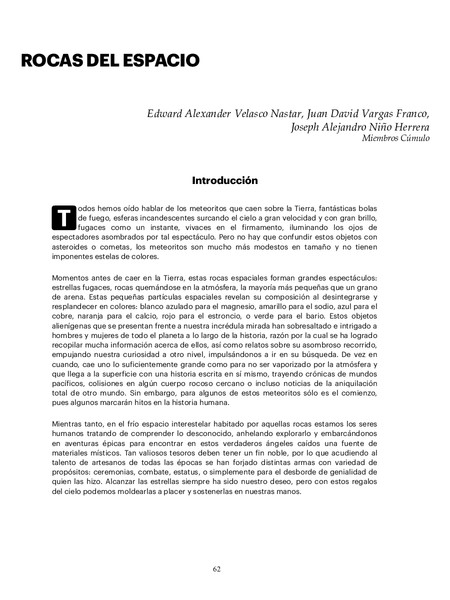 ROCAS DEL ESPACIO
Edward Alexander Velasco Nastar, Juan David Vargas Franco,
Joseph Alejandro Niño Herrera
Miembros Cúmulo
Introducción
Todos hemos oído hablar de los meteoritos que caen sobre la Tierra, fantásticas bolas
de fuego, esferas incandescentes surcando el cielo a gran velocidad y con gran brillo,
fugaces como un instante, vivaces en el firmamento, iluminando los ojos de
espectadores asombrados por tal espectáculo. Pero no hay que confundir estos objetos con
asteroides o cometas, los meteoritos son mucho más modestos en tamaño y no tienen
imponentes estelas de colores.
Momentos antes de caer en la Tierra, estas rocas espaciales forman grandes espectáculos:
estrellas fugaces, rocas quemándose en la atmósfera, la mayoría más pequeñas que un grano
de arena. Estas pequeñas partículas espaciales revelan su composición al desintegrarse y
resplandecer en colores: blanco azulado para el magnesio, amarillo para el sodio, azul para el
cobre, naranja para el calcio, rojo para el estroncio, o verde para el bario. Estos objetos
alienígenas que se presentan frente a nuestra incrédula mirada han sobresaltado e intrigado a
hombres y mujeres de todo el planeta a lo largo de la historia, razón por la cual se ha logrado
recopilar mucha información acerca de ellos, así como relatos sobre su asombroso recorrido,
empujando nuestra curiosidad a otro nivel, impulsándonos a ir en su búsqueda. De vez en
cuando, cae uno lo suficientemente grande como para no ser vaporizado por la atmósfera y
que llega a la superficie con una historia escrita en sí mismo, trayendo crónicas de mundos
pacíficos, colisiones en algún cuerpo rocoso cercano o incluso noticias de la aniquilación
total de otro mundo. Sin embargo, para algunos de estos meteoritos sólo es el comienzo,
pues algunos marcarán hitos en la historia humana.
Mientras tanto, en el frío espacio interestelar habitado por aquellas rocas estamos los seres
humanos tratando de comprender lo desconocido, anhelando explorarlo y embarcándonos
en aventuras épicas para encontrar en estos verdaderos ángeles caídos una fuente de
materiales místicos. Tan valiosos tesoros deben tener un fin noble, por lo que acudiendo al
talento de artesanos de todas las épocas se han forjado distintas armas con variedad de
propósitos: ceremonias, combate, estatus, o simplemente para el desborde de genialidad de
quien las hizo. Alcanzar las estrellas siempre ha sido nuestro deseo, pero con estos regalos
del cielo podemos moldearlas a placer y sostenerlas en nuestras manos.
62